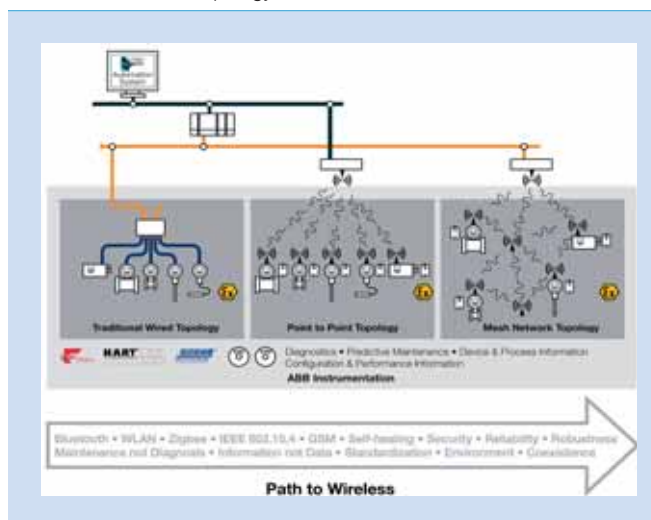 Automation
System
Traditional Wired Topology
Point to Point Topology
Mesh Network Topology
HART
Diagnostics • Predictive Maintenance • Device & Process Information
Configuration & Performance Information
ABB Instrumentation
Bluetooth • WLAN • Zigbee • IEEE 802.15.4 • GSM • Self-healing • Security • Reliability • Robustness
Maintenance not Diagnosis • Information not Data • Standardization • Environment • Coexistence
Path to Wireless